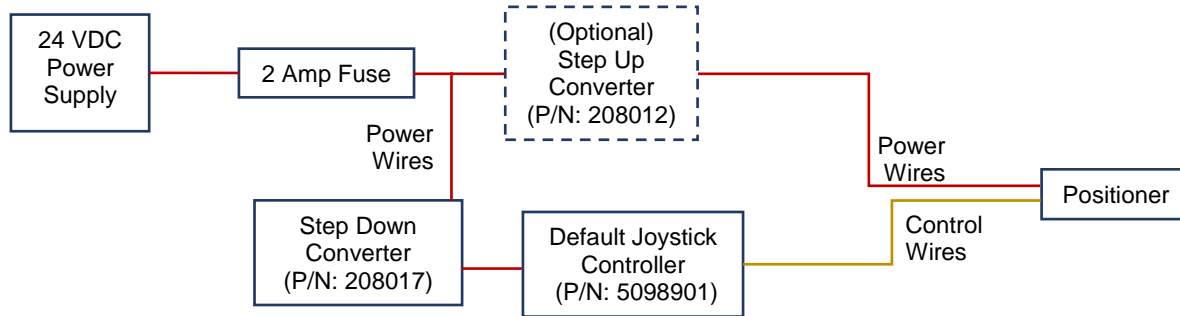 24 VDC
Power
Supply
2 Amp Fuse
(Optional)
Step Up
Converter
(P/N: 208012)
Power
Wires
Power
Wires
Positioner
Step Down
Converter
(P/N: 208017)
Default Joystick
Controller
(P/N: 5098901)
Control
Wires